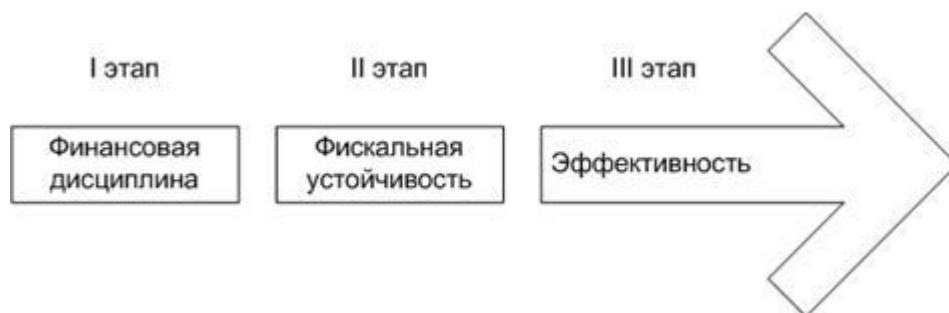 I этап
II этап
III этап
Финансовая
дисциплина
Фискальная
устойчивость
Эффективность